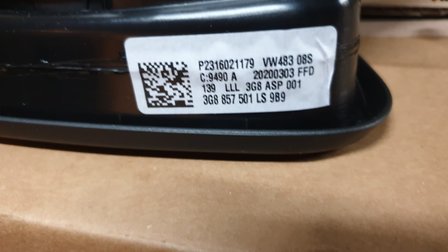 P2316021179 VW483 08S
C:9490 A 20200303 FFD
139 LLL 3G8 ASP 001
3G8 857 501 LS 9B9